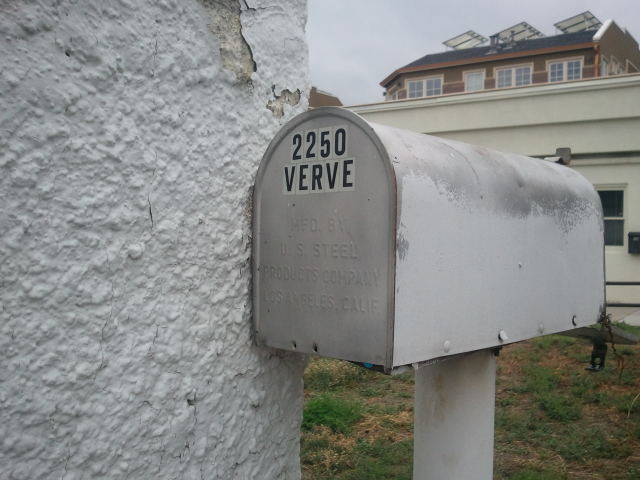 2250
VERVE
MFD. BY
U. S. STEEL
PRODUCTS COMPANY
LOS ANGELES, CALIF.